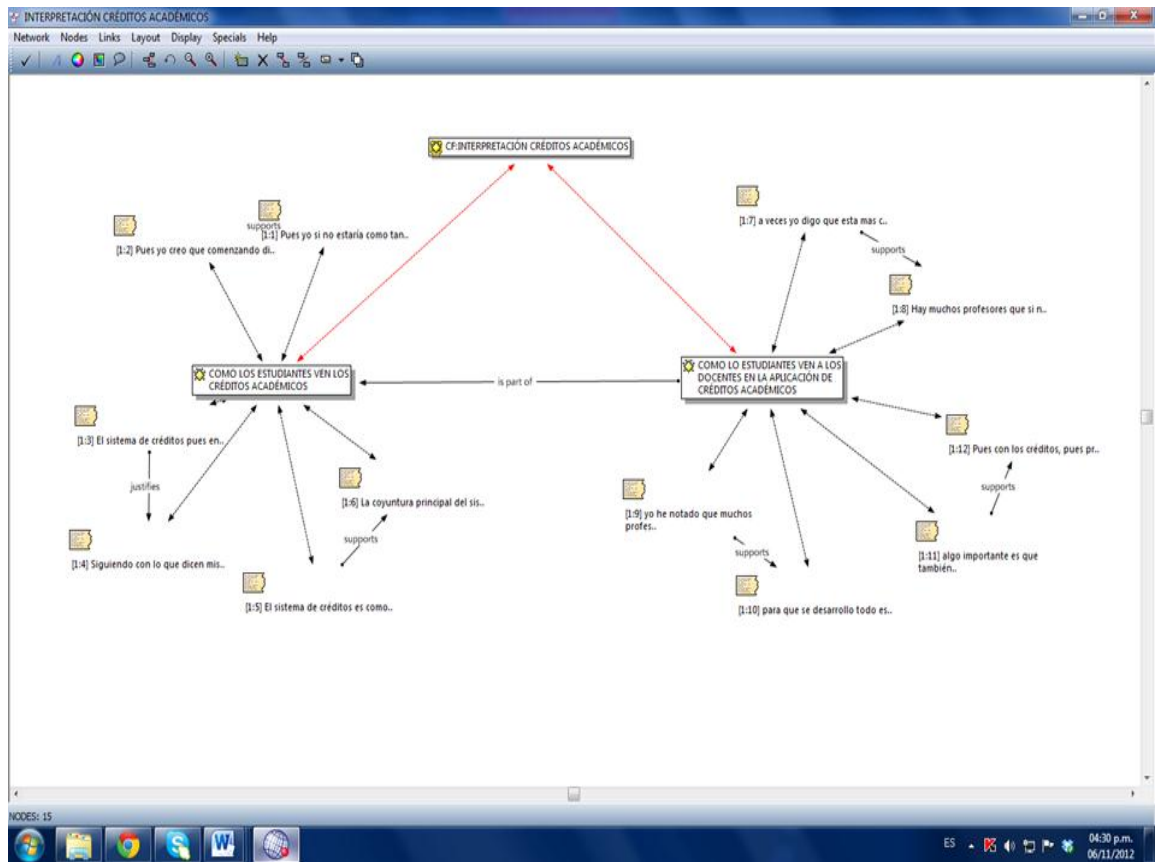 INTERPRETACIÓN CRÉDITOS ACADÉMICOS
Network Nodes Links Layout Display Specials Help
CF:INTERPRETACIÓN CRÉDITOS ACADÉMICOS
supports
[1:1] Pues yo si no estaría como tan..
[1:2] Pues yo creo que comenzando di..
[1:7] a veces yo digo que esta mas c..
supports
[1:8] Hay muchos profesores que si n..
COMO LOS ESTUDIANTES VEN LOS
CRÉDITOS ACADÉMICOS
is part of
COMO LO ESTUDIANTES VEN A LOS
DOCENTES EN LA APLICACIÓN DE
CRÉDITOS ACADÉMICOS
[1:3] El sistema de créditos pues en..
justifies
[1:4] Siguiendo con lo que dicen mis..
[1:6] La coyuntura principal del sis..
supports
[1:5] El sistema de créditos es como..
[1:9] yo he notado que muchos
profes..
supports
[1:10] para que se desarrollo todo es..
[1:12] Pues con los créditos, pues pr..
supports
[1:11] algo importante es que
también..
NODES: 15
ES
04:30 p.m.
06/11/2012